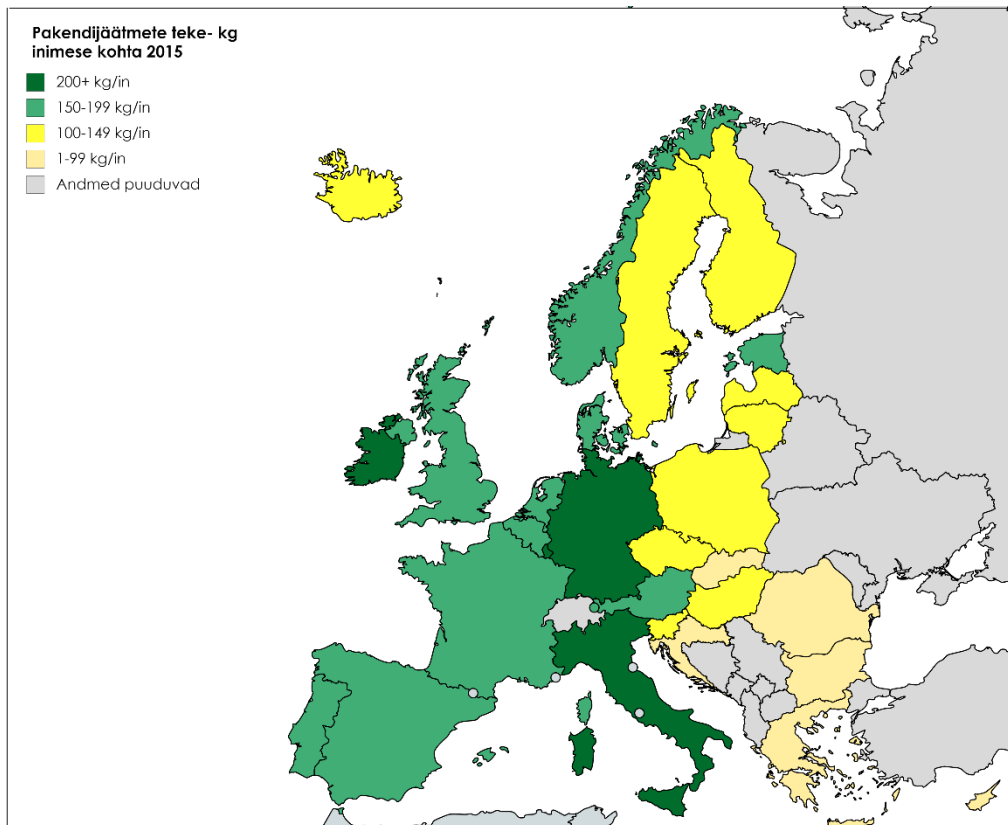 Pakendijäätmete teke- kg
inimese kohta 2015
200+ kg/in
150-199 kg/in
100-149 kg/in
1-99 kg/in
Andmed puuduvad